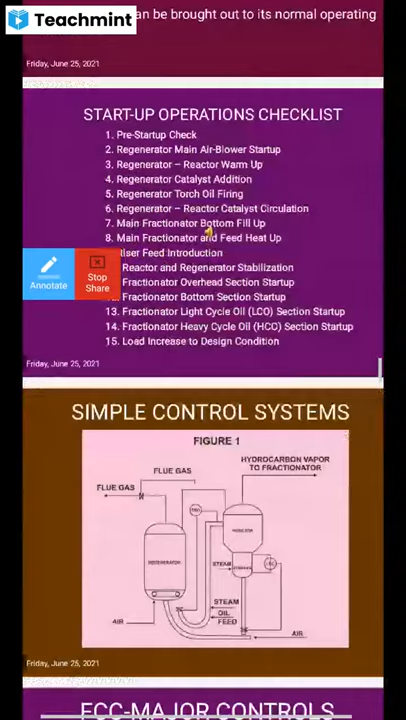 Teachmint
an be brought out to its normal operating
Friday, June 25, 2021
START-UP OPERATIONS CHECKLIST
1. Pre-Startup Check
2. Regenerator Main Air-Blower Startup
3. Regenerator – Reactor Warm Up
4. Regenerator Catalyst Addition
5. Regenerator Torch Oil Firing
6. Regenerator – Reactor Catalyst Circulation
7. Main Fractionator Bottom Fill Up
8. Main Fractionator and Feed Heat Up
iser Feed Introduction
Reactor and Regenerator Stabilization
Fractionator Overhead Section Startup
Fractionator Bottom Section Startup
13. Fractionator Light Cycle Oil (LCO) Section Startup
14. Fractionator Heavy Cycle Oil (HCO) Section Startup
15. Load Increase to Design Condition
Annotate
Stop
Share
Friday, June 25, 2021
SIMPLE CONTROL SYSTEMS
FIGURE 1
HYDROCARBON VAPOR
TO FRACTIONATOR
FLUE GAS
FLUE GAS
REGENERATOR
STEAM
STEAM
OIL
FEED
AIR
AIR
Friday, June 25, 2021
FCC-MAJOR CONTROLS